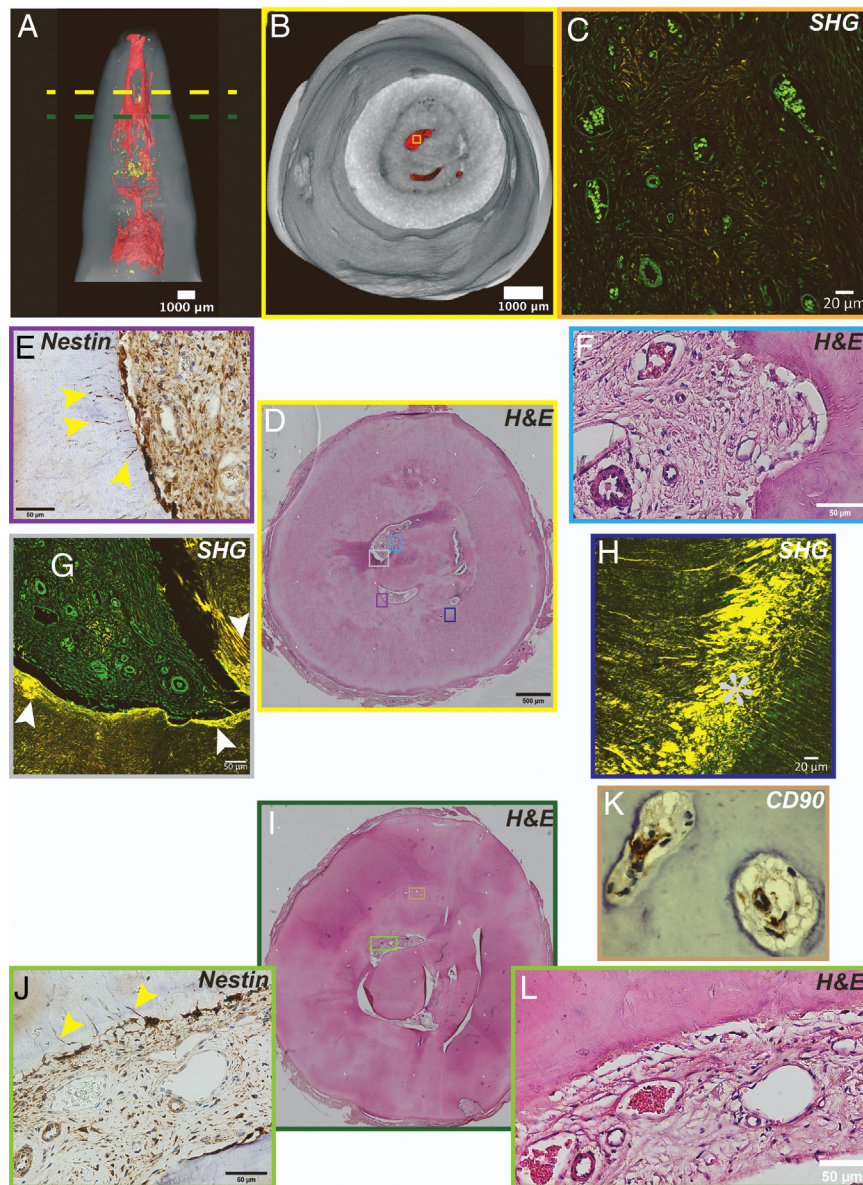 A
1000 µm
B
1000 µm
C
SHG
20 µm
E
Nestin
50 µm
D
H&E
500 µm
F
H&E
50 µm
G
SHG
50 µm
H
SHG
20 µm
I
H&E
K
CD90
J
Nestin
50 µm
L
H&E
50 µm